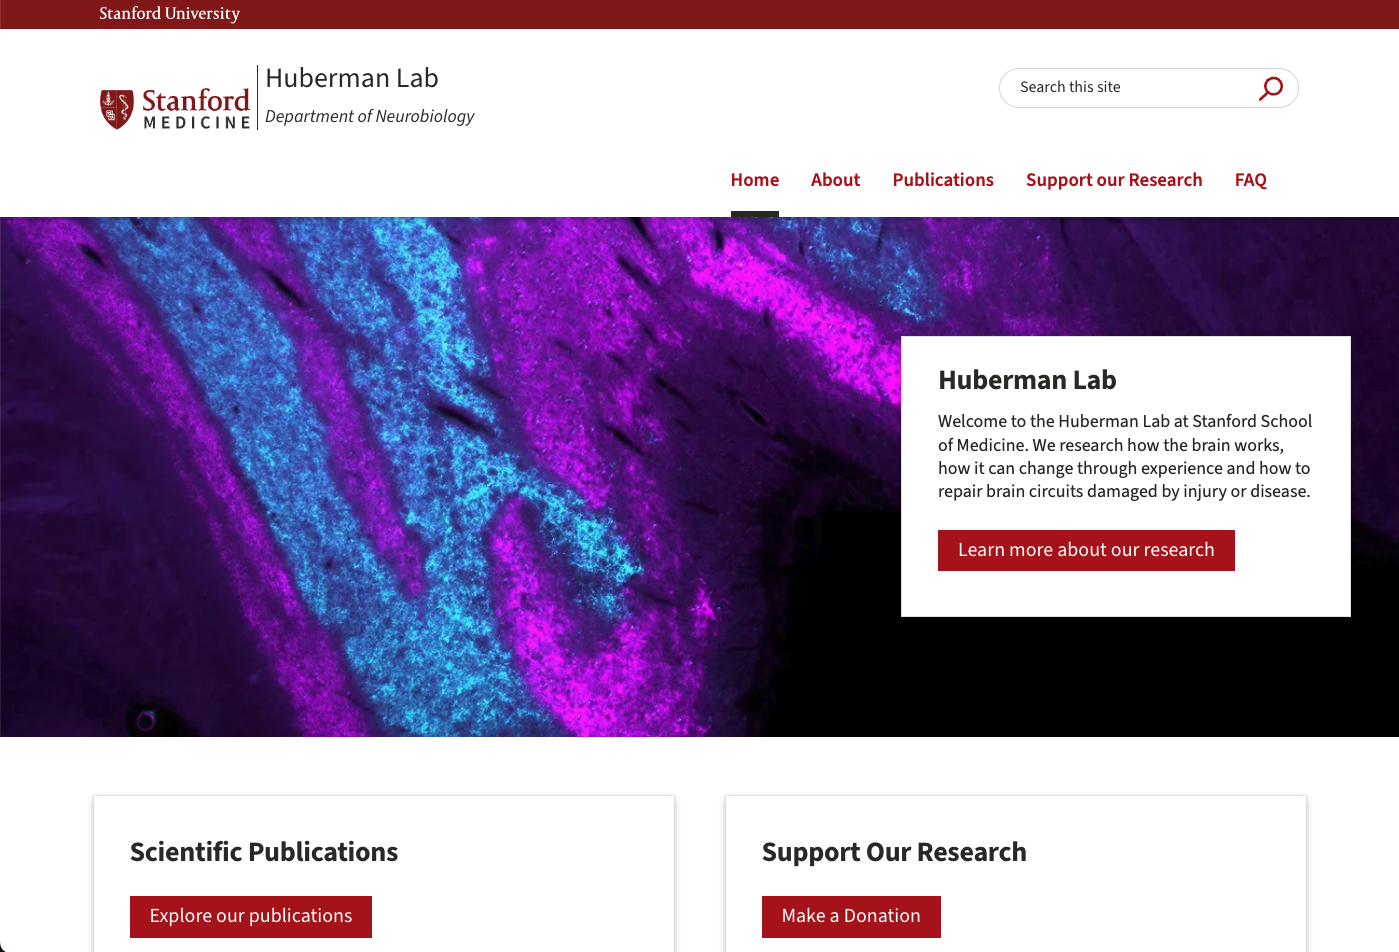 Stanford University
Huberman Lab
Stanford
MEDICINE
Department of Neurobiology
Search this site
Home About Publications Support our Research FAQ
Huberman Lab
Welcome to the Huberman Lab at Stanford School
of Medicine. We research how the brain works,
how it can change through experience and how to
repair brain circuits damaged by injury or disease.
Learn more about our research
Scientific Publications
Explore our publications
Support Our Research
Make a Donation